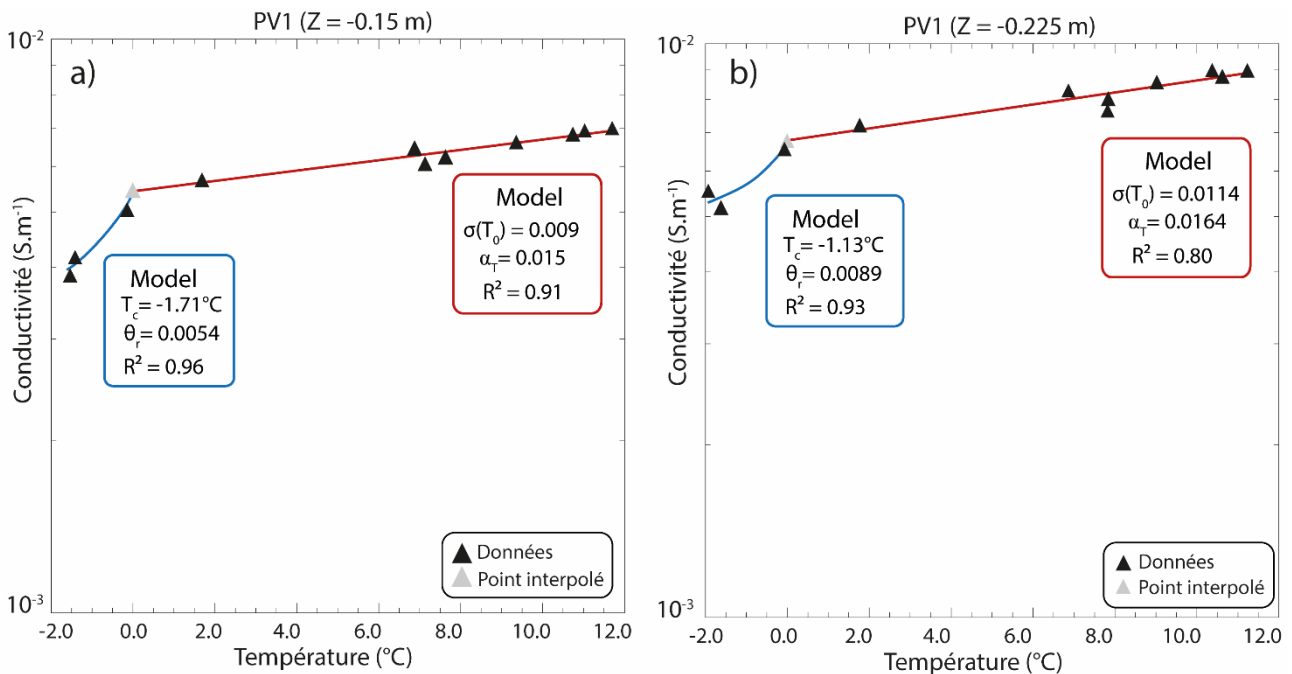 PV1 (Z = -0.15 m)
a)
10⁻²
10⁻³
Conductivité (S.m⁻¹)
Model
T_c= -1.71°C
θ_r= 0.0054
R² = 0.96
Model
σ(T₀) = 0.009
α_T= 0.015
R² = 0.91
Données
Point interpolé
-2.0 0.0 2.0 4.0 6.0 8.0 10.0 12.0
Température (°C)
PV1 (Z = -0.225 m)
b)
10⁻²
10⁻³
Conductivité (S.m⁻¹)
Model
T_c= -1.13°C
θ_r= 0.0089
R² = 0.93
Model
σ(T₀) = 0.0114
α_T= 0.0164
R² = 0.80
Données
Point interpolé
-2.0 0.0 2.0 4.0 6.0 8.0 10.0 12.0
Température (°C)